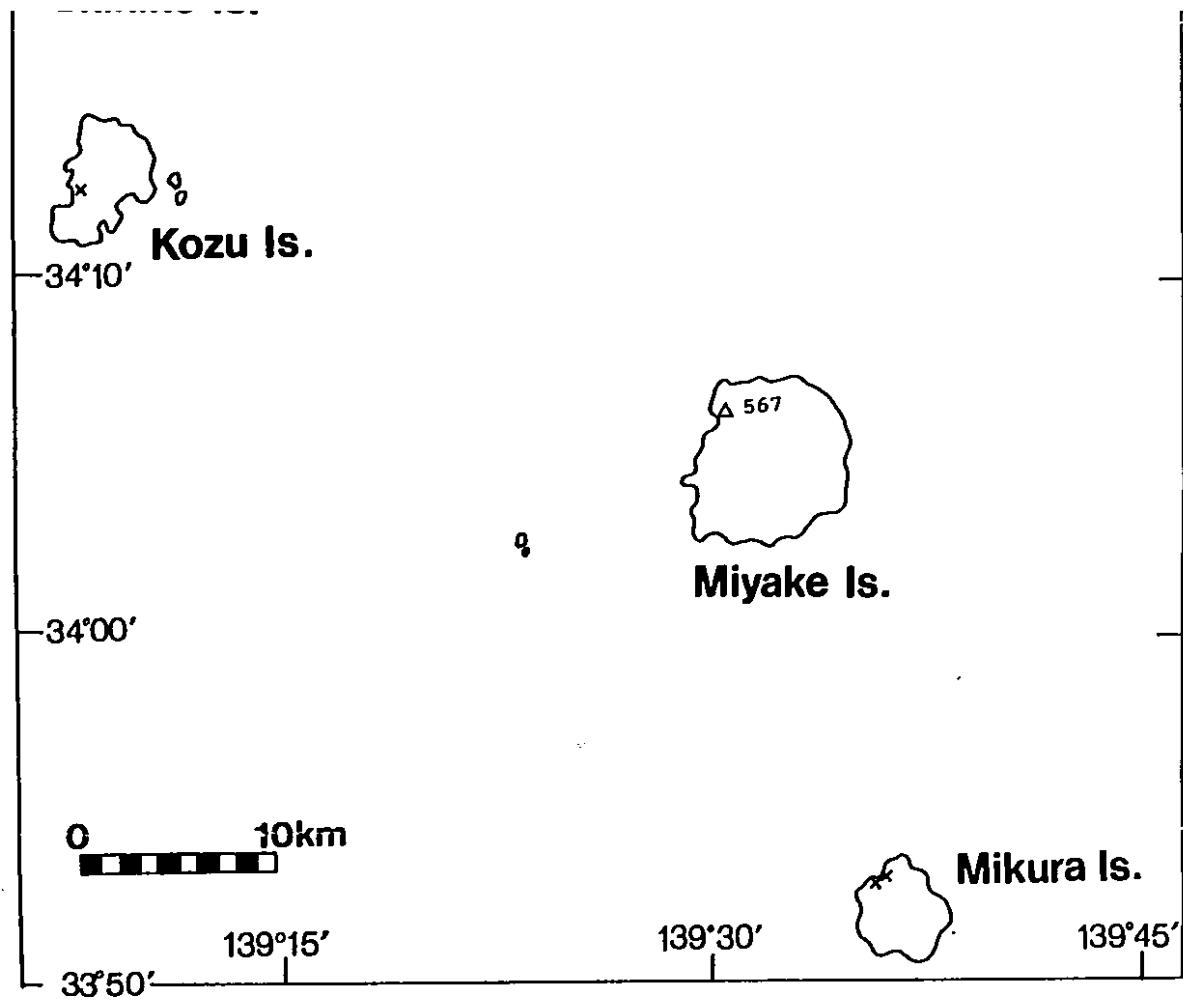 Kozu Is.
34°10′
567
Miyake Is.
34°00′
0 10km
Mikura Is.
139°15′ 139°30′ 139°45′
33°50′